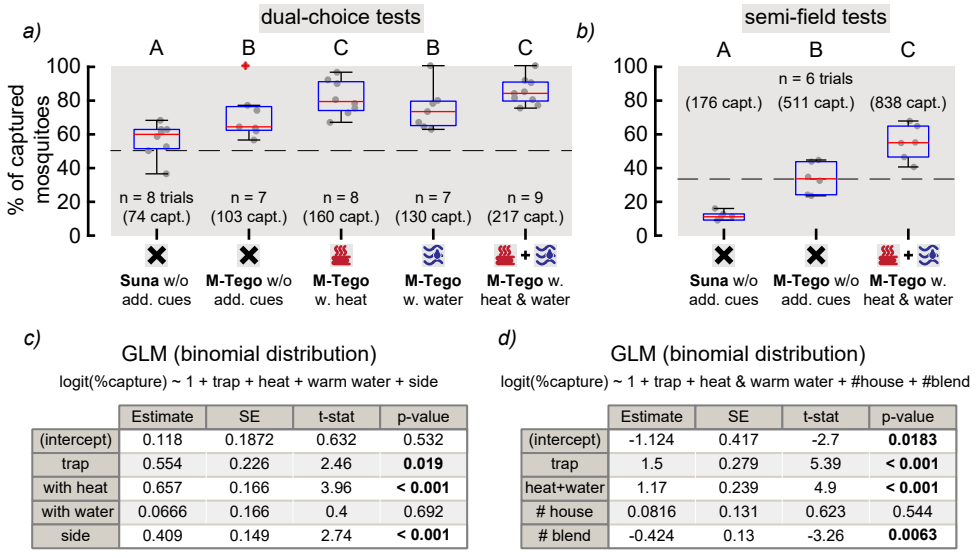 dual-choice tests
semi-field tests
a)
b)
A B C B C
A B C
% of captured
mosquitoes
100
80
60
40
20
0
n = 8 trials
(74 capt.)
n = 7
(103 capt.)
n = 8
(160 capt.)
n = 7
(130 capt.)
n = 9
(217 capt.)
+
Suna w/o
add. cues
M-Tego w/o
add. cues
M-Tego
w. heat
M-Tego
w. water
M-Tego w.
heat & water
100
80
60
40
20
0
n = 6 trials
(176 capt.)
(511 capt.)
(838 capt.)
+
Suna w/o
add. cues
M-Tego w/o
add. cues
M-Tego w.
heat & water
c)
GLM (binomial distribution)
logit(%capture) ~ 1 + trap + heat + warm water + side
Estimate SE t-stat p-value
(intercept) 0.118 0.1872 0.632 0.532
trap 0.554 0.226 2.46 0.019
with heat 0.657 0.166 3.96 < 0.001
with water 0.0666 0.166 0.4 0.692
side 0.409 0.149 2.74 < 0.001
d)
GLM (binomial distribution)
logit(%capture) ~ 1 + trap + heat & warm water + #house + #blend
Estimate SE t-stat p-value
(intercept) -1.124 0.417 -2.7 0.0183
trap 1.5 0.279 5.39 < 0.001
heat+water 1.17 0.239 4.9 < 0.001
# house 0.0816 0.131 0.623 0.544
# blend -0.424 0.13 -3.26 0.0063